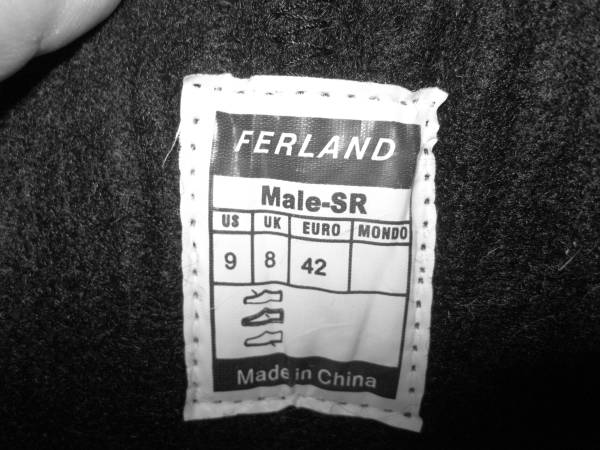 FERLAND
Male-SR
US UK EURO MONDO
9 8 42
Made in China